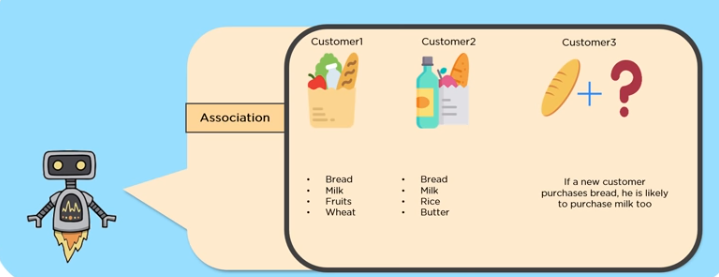 Customer1
Customer2
Customer3
Association
• Bread
• Milk
• Fruits
• Wheat
• Bread
• Milk
• Rice
• Butter
If a new customer
purchases bread, he is likely
to purchase milk too